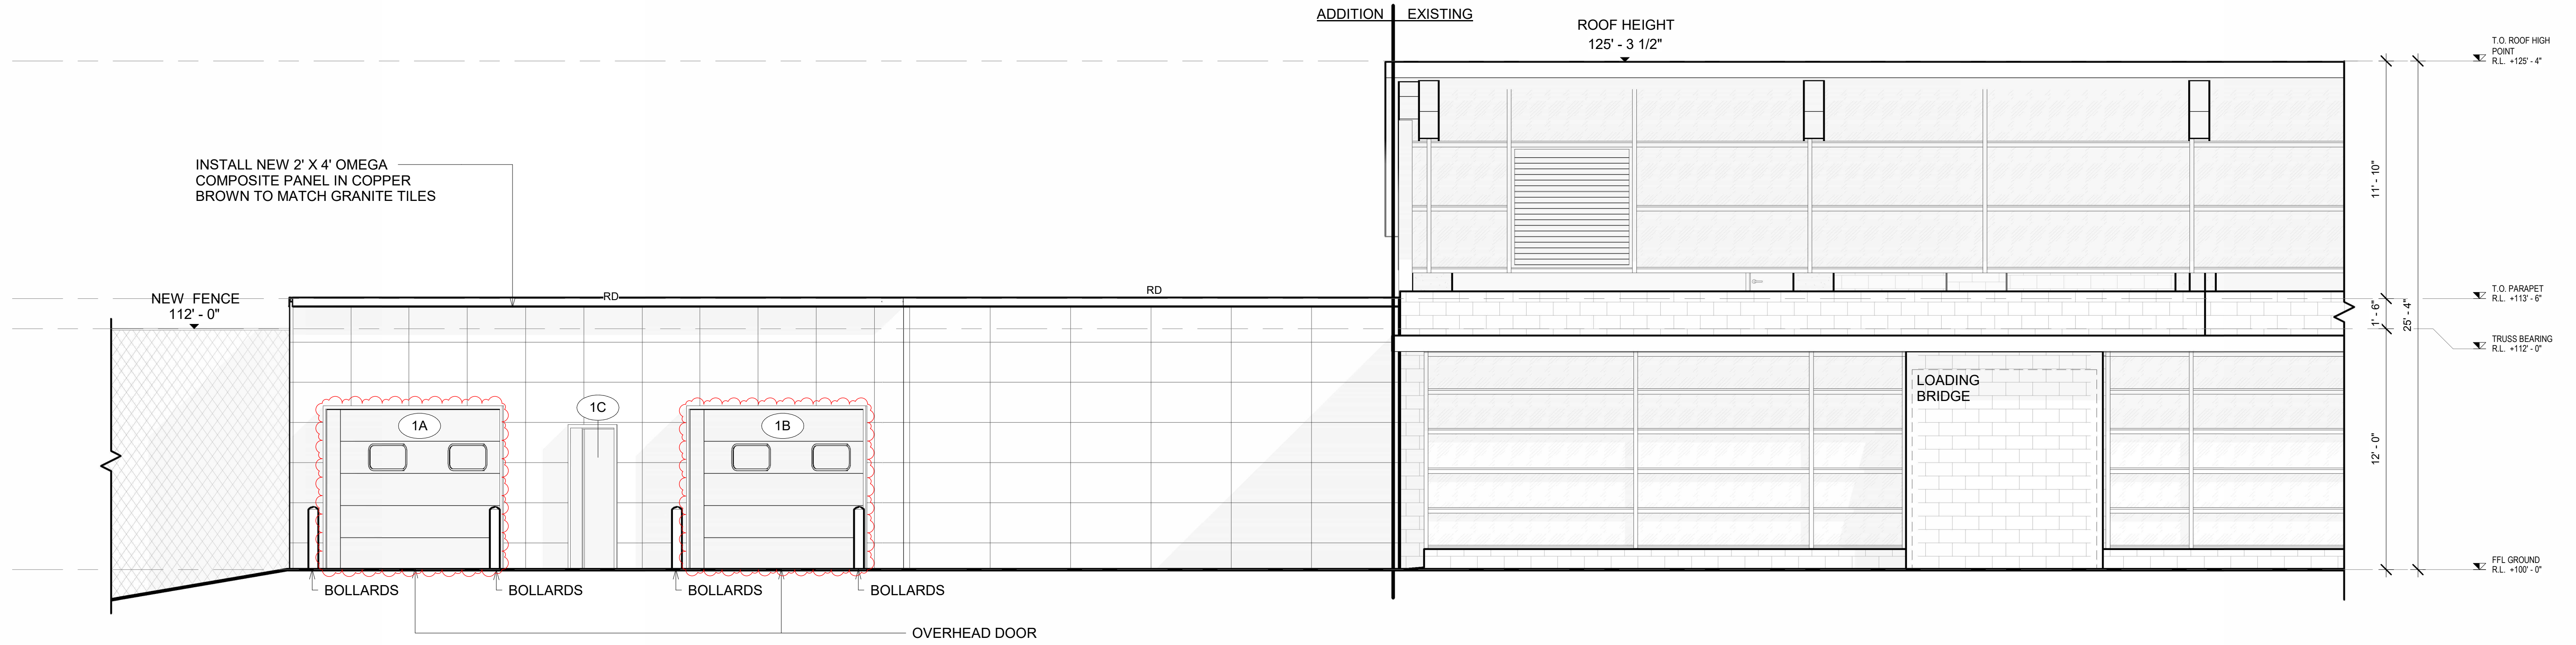 ADDITION
EXISTING
ROOF HEIGHT
125' - 3 1/2"
T.O. ROOF HIGH
POINT
R.L. +125' - 4"
INSTALL NEW 2' X 4' OMEGA
COMPOSITE PANEL IN COPPER
BROWN TO MATCH GRANITE TILES
11' - 10"
NEW FENCE
112' - 0"
RD
RD
T.O. PARAPET
R.L. +113' - 6"
1' - 6"
25' - 4"
TRUSS BEARING
R.L. +112' - 0"
LOADING
BRIDGE
1A
1C
1B
12' - 0"
FFL GROUND
R.L. +100' - 0"
BOLLARDS
BOLLARDS
BOLLARDS
BOLLARDS
OVERHEAD DOOR